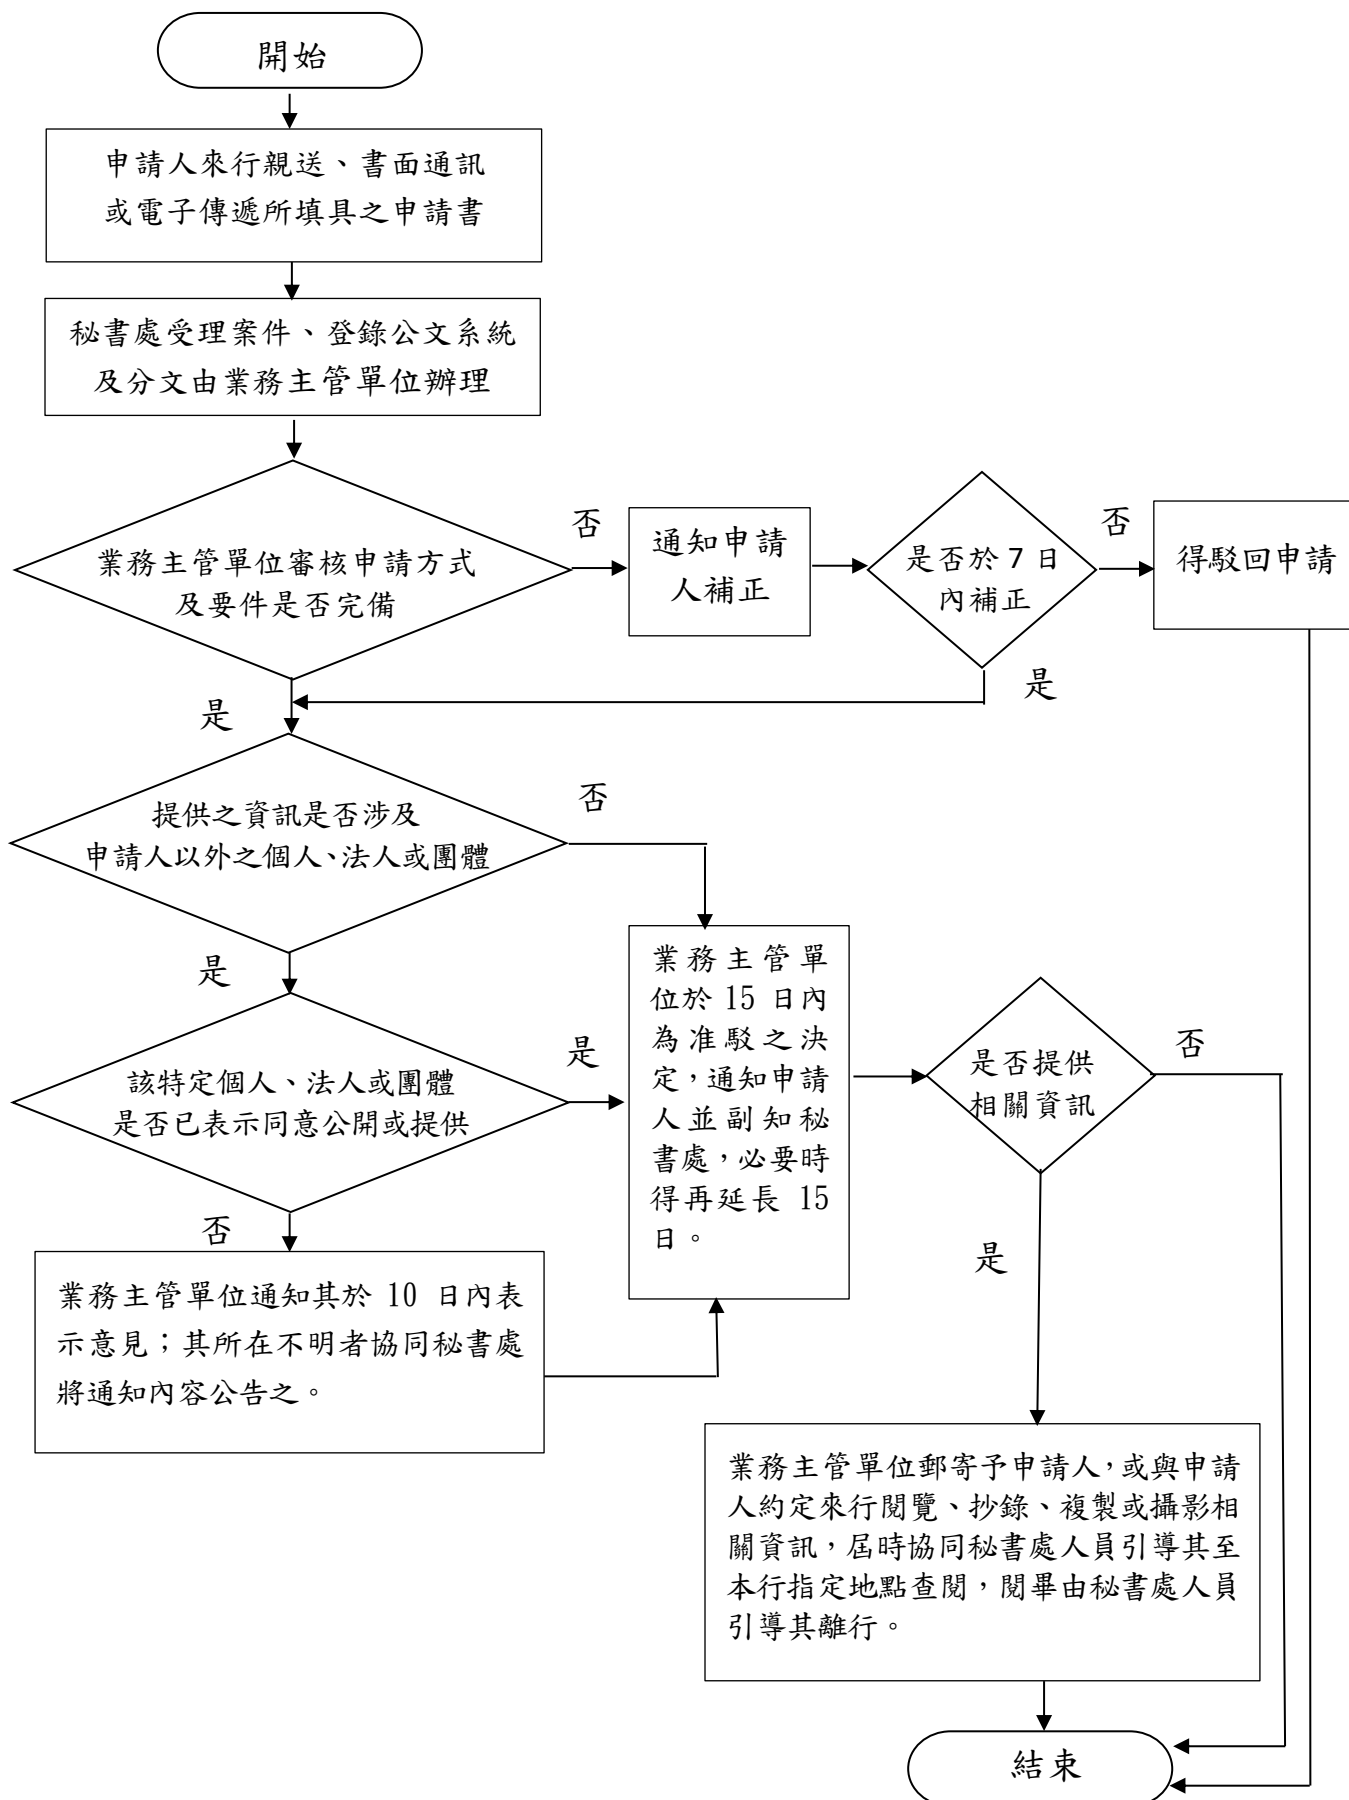 開始
申請人來行親送、書面通訊
或電子傳遞所填具之申請書
秘書處受理案件、登錄公文系統
及分文由業務主管單位辦理
業務主管單位審核申請方式
及要件是否完備
否
通知申請
人補正
是否於 7 日
內補正
否
得駁回申請
是
是
提供之資訊是否涉及
申請人以外之個人、法人或團體
否
是
該特定個人、法人或團體
是否已表示同意公開或提供
是
業務主管單
位於 15 日內
為准駁之決
定，通知申請
人並副知秘
書處，必要時
得再延長 15
日。
是否提供
相關資訊
否
否
業務主管單位通知其於 10 日內表
示意見；其所在不明者協同秘書處
將通知內容公告之。
是
業務主管單位郵寄予申請人，或與申請
人約定來行閱覽、抄錄、複製或攝影相
關資訊，屆時協同秘書處人員引導其至
本行指定地點查閱，閱畢由秘書處人員
引導其離行。
結束